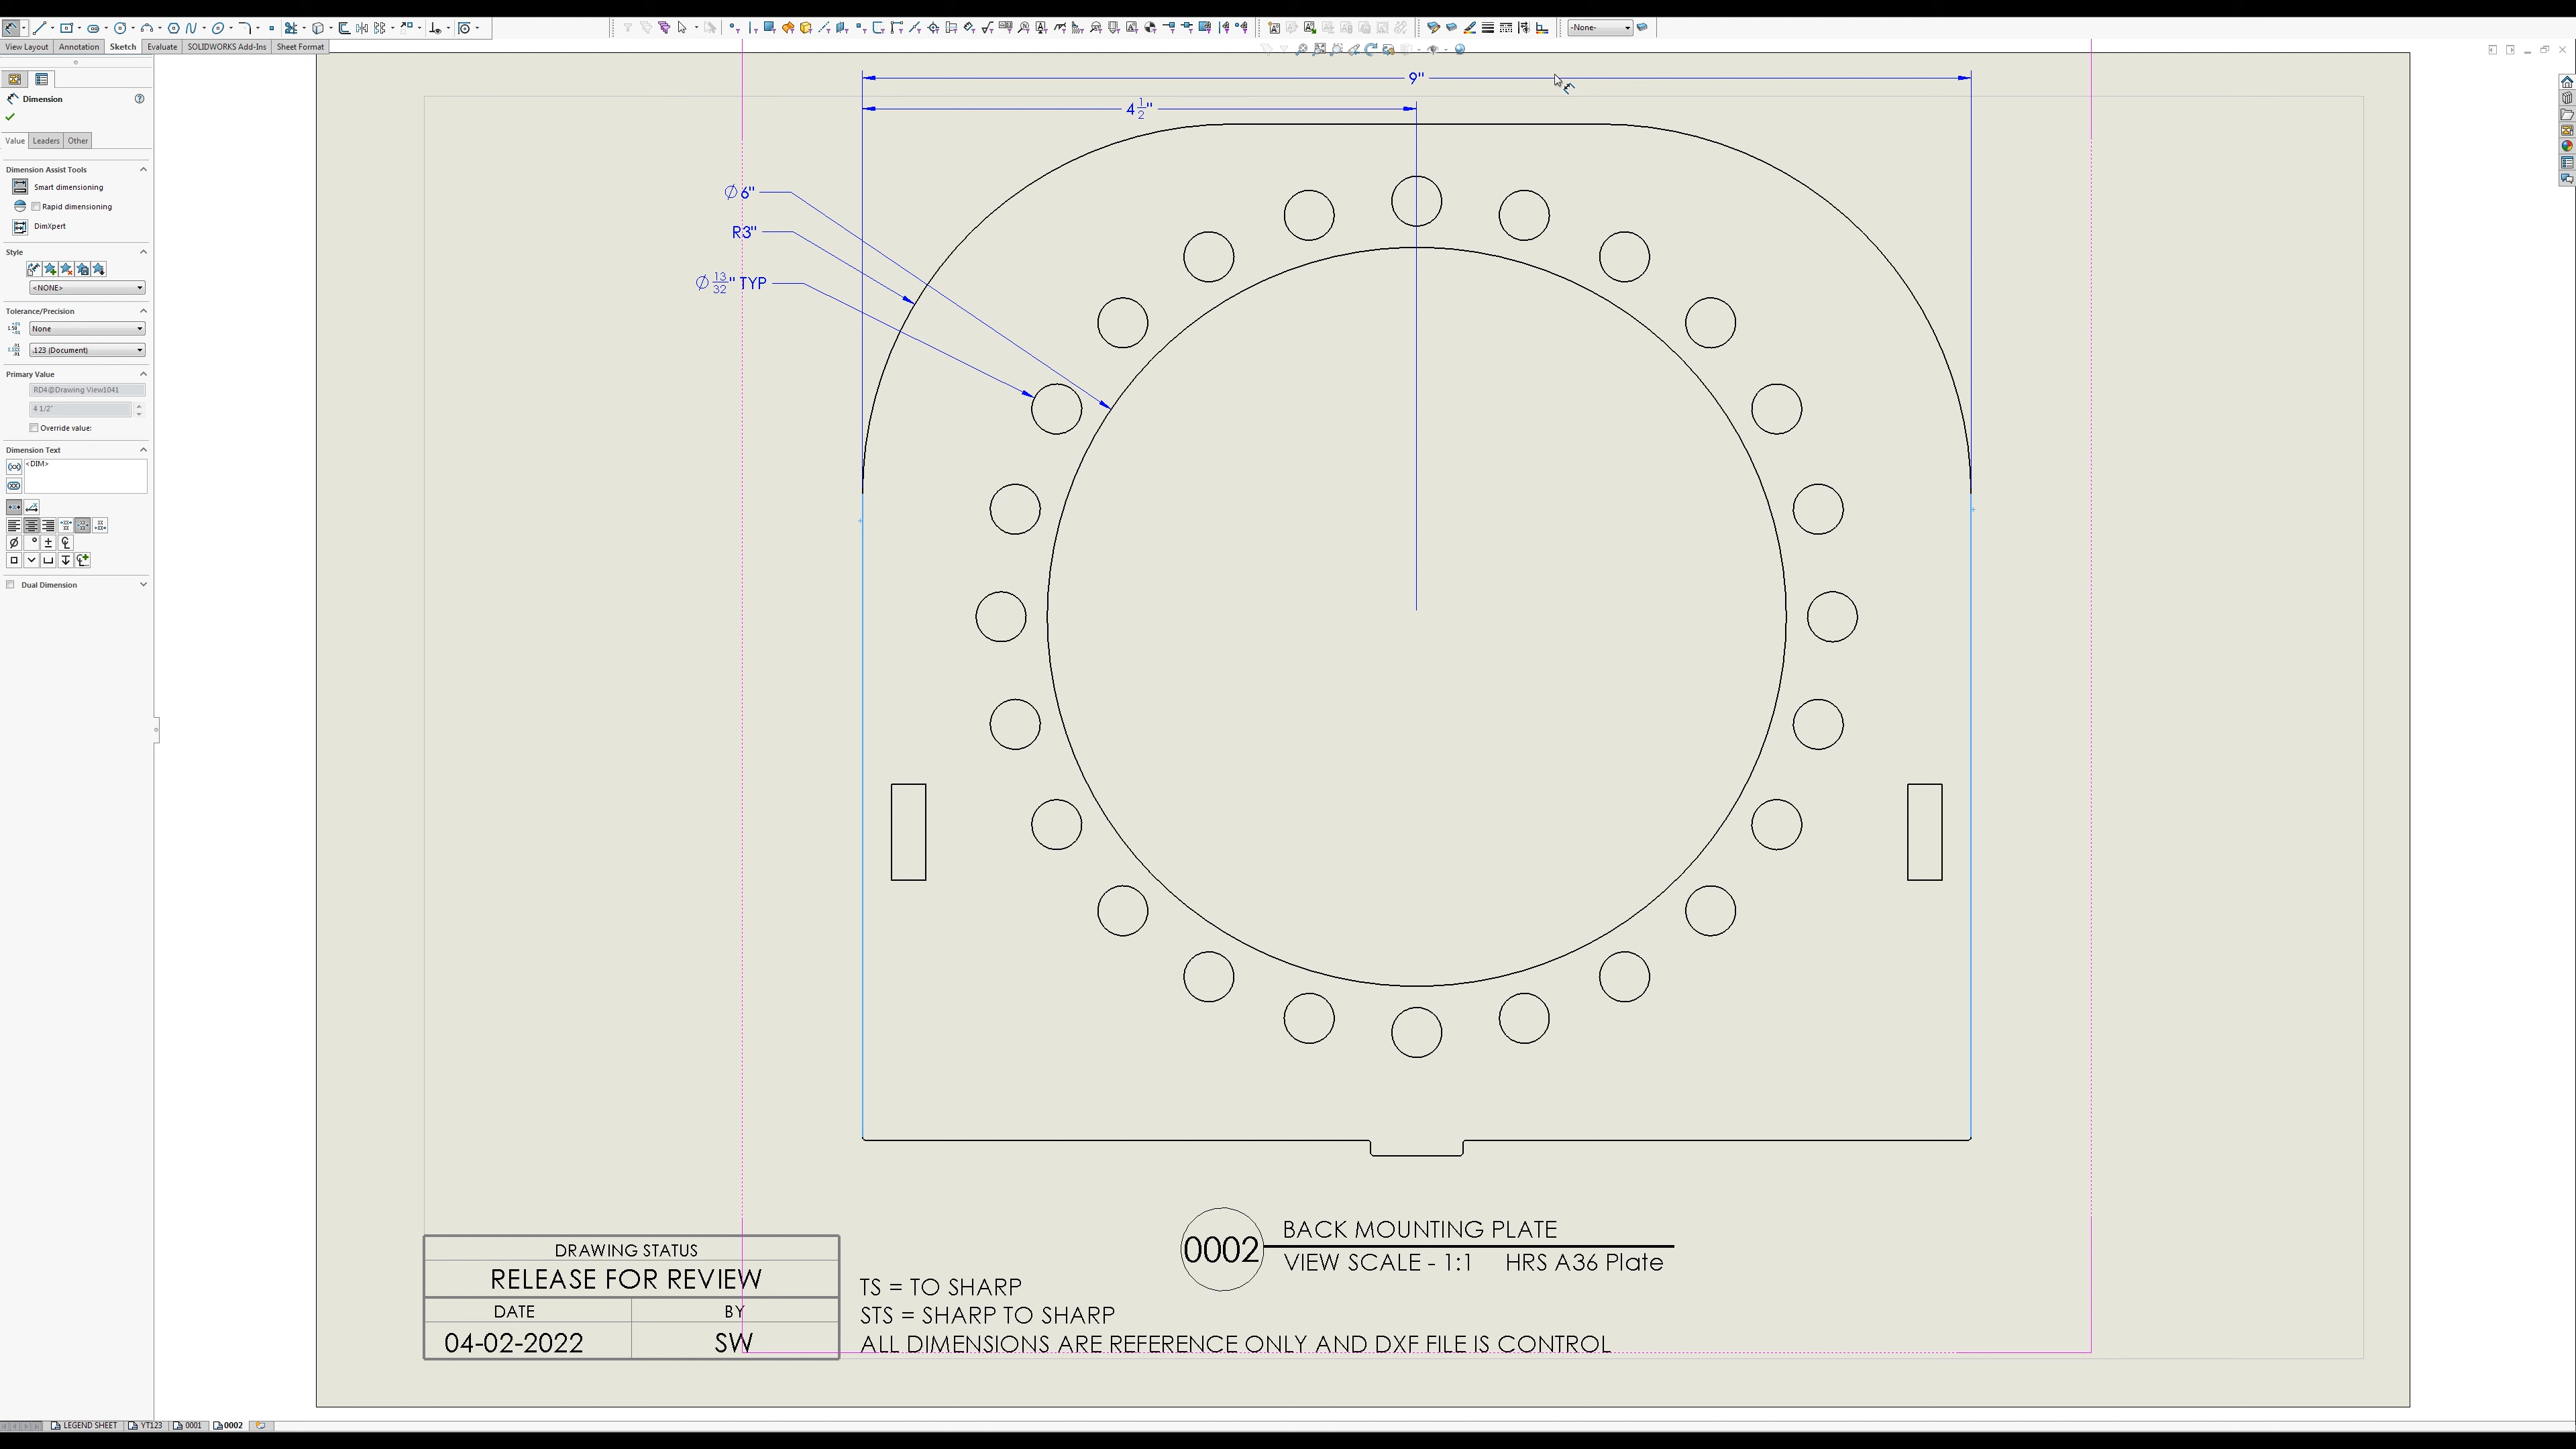 -None-
View Layout Annotation Sketch Evaluate SOLIDWORKS Add-Ins Sheet Format
Dimension
Value Leaders Other
Dimension Assist Tools
Smart dimensioning
Rapid dimensioning
DimXpert
Style
<NONE>
Tolerance/Precision
None
.123 (Document)
Primary Value
RD4@Drawing View1041
4 1/2"
Override value:
Dimension Text
<DIM>
Dual Dimension
9"
4 1/2"
Ø 6"
R3"
Ø 13/32" TYP
0002
BACK MOUNTING PLATE
VIEW SCALE - 1:1 HRS A36 Plate
DRAWING STATUS
RELEASE FOR REVIEW
DATE BY
04-02-2022 SW
TS = TO SHARP
STS = SHARP TO SHARP
ALL DIMENSIONS ARE REFERENCE ONLY AND DXF FILE IS CONTROL
LEGEND SHEET YT123 0001 0002